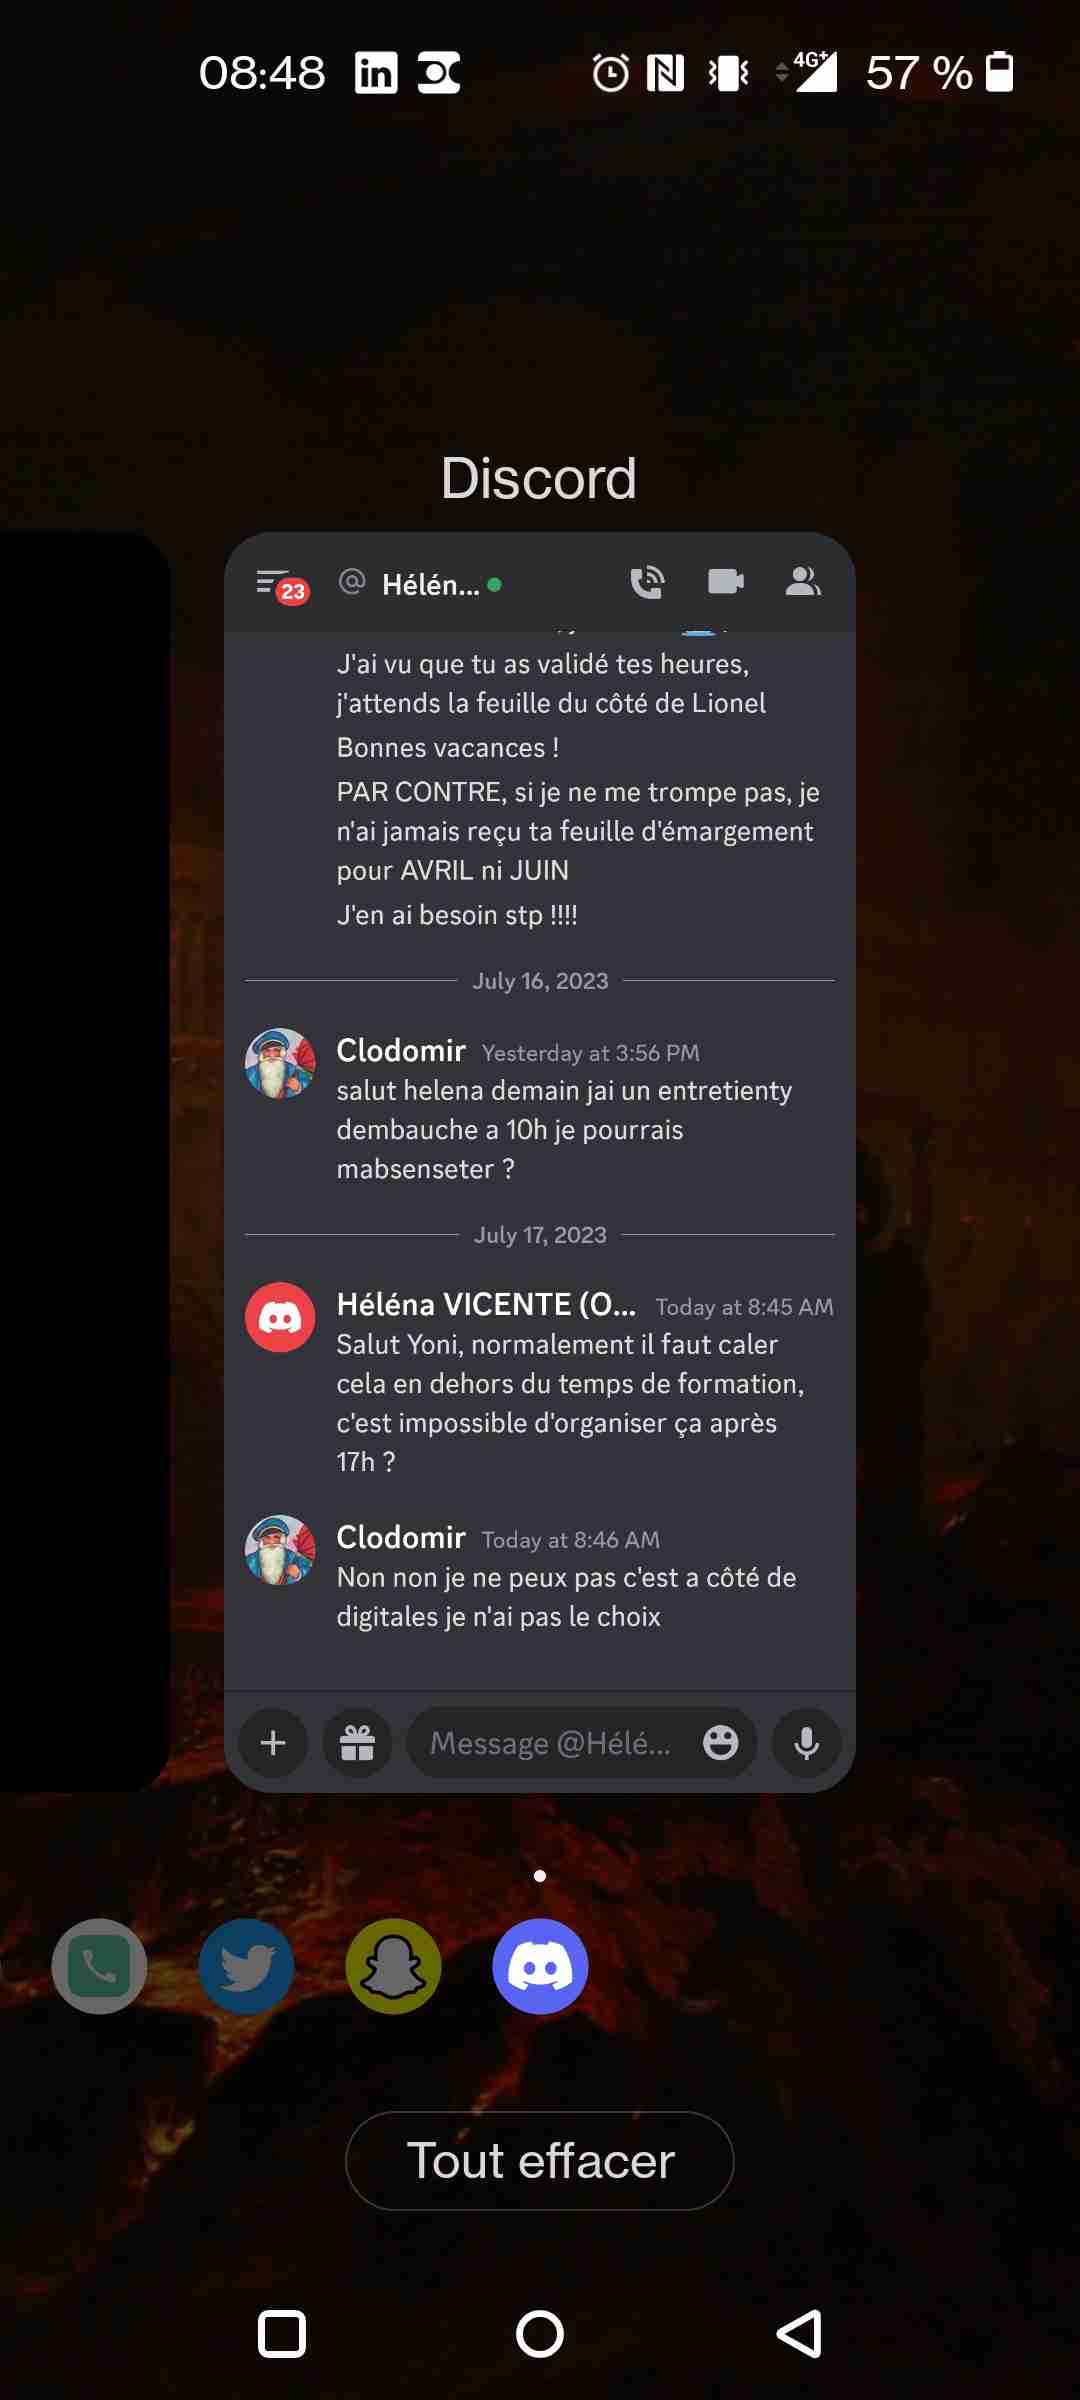 08:48
4G+
57 %
Discord
23
@ Hélén...
J'ai vu que tu as validé tes heures,
j'attends la feuille du côté de Lionel
Bonnes vacances !
PAR CONTRE, si je ne me trompe pas, je
n'ai jamais reçu ta feuille d'émargement
pour AVRIL ni JUIN
J'en ai besoin stp !!!!
July 16, 2023
Clodomir Yesterday at 3:56 PM
salut helena demain jai un entretienty
dembauche a 10h je pourrais
mabsenseter ?
July 17, 2023
Héléna VICENTE (O... Today at 8:45 AM
Salut Yoni, normalement il faut caler
cela en dehors du temps de formation,
c'est impossible d'organiser ça après
17h ?
Clodomir Today at 8:46 AM
Non non je ne peux pas c'est a côté de
digitales je n'ai pas le choix
Message @Hélé...
Tout effacer